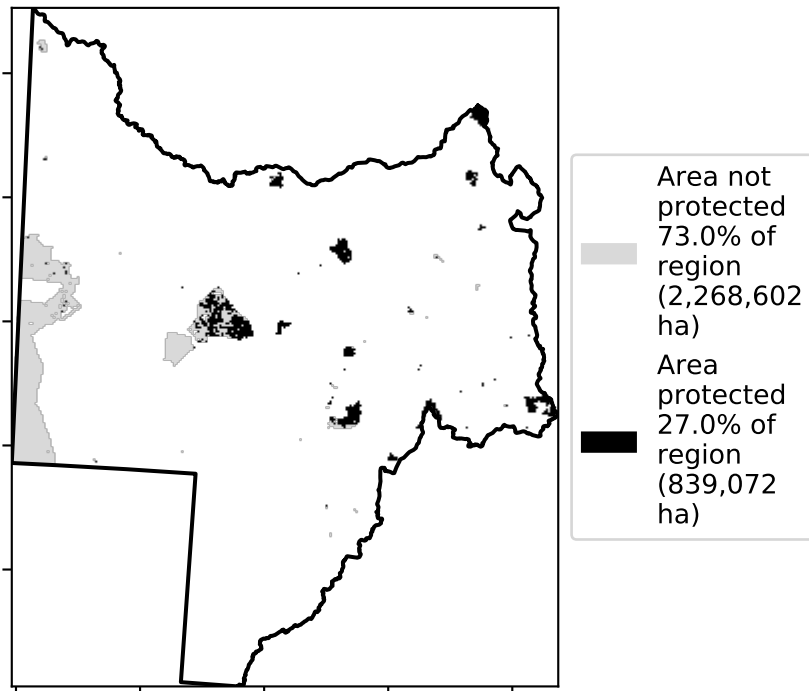 Area not
protected
73.0% of
region
(2,268,602
ha)
Area
protected
27.0% of
region
(839,072
ha)